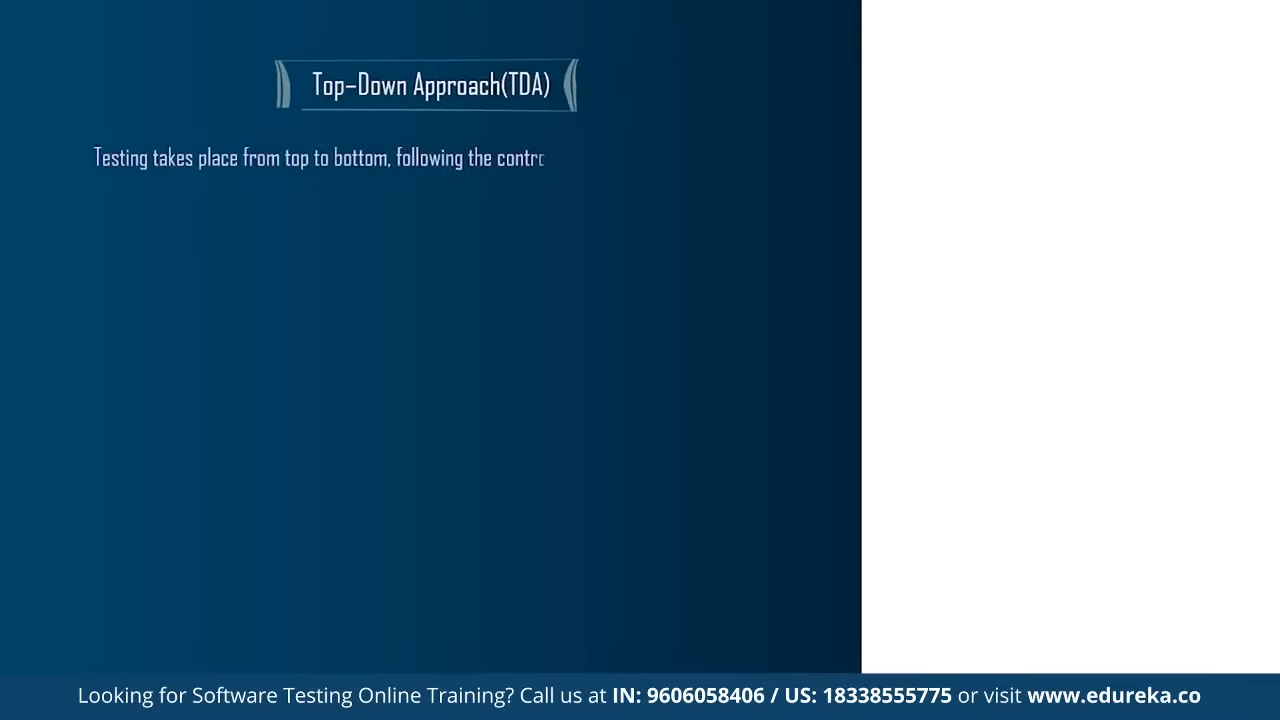 Top-Down Approach(TDA)
Testing takes place from top to bottom, following the contrc
Looking for Software Testing Online Training? Call us at IN: 9606058406 / US: 18338555775 or visit www.edureka.co